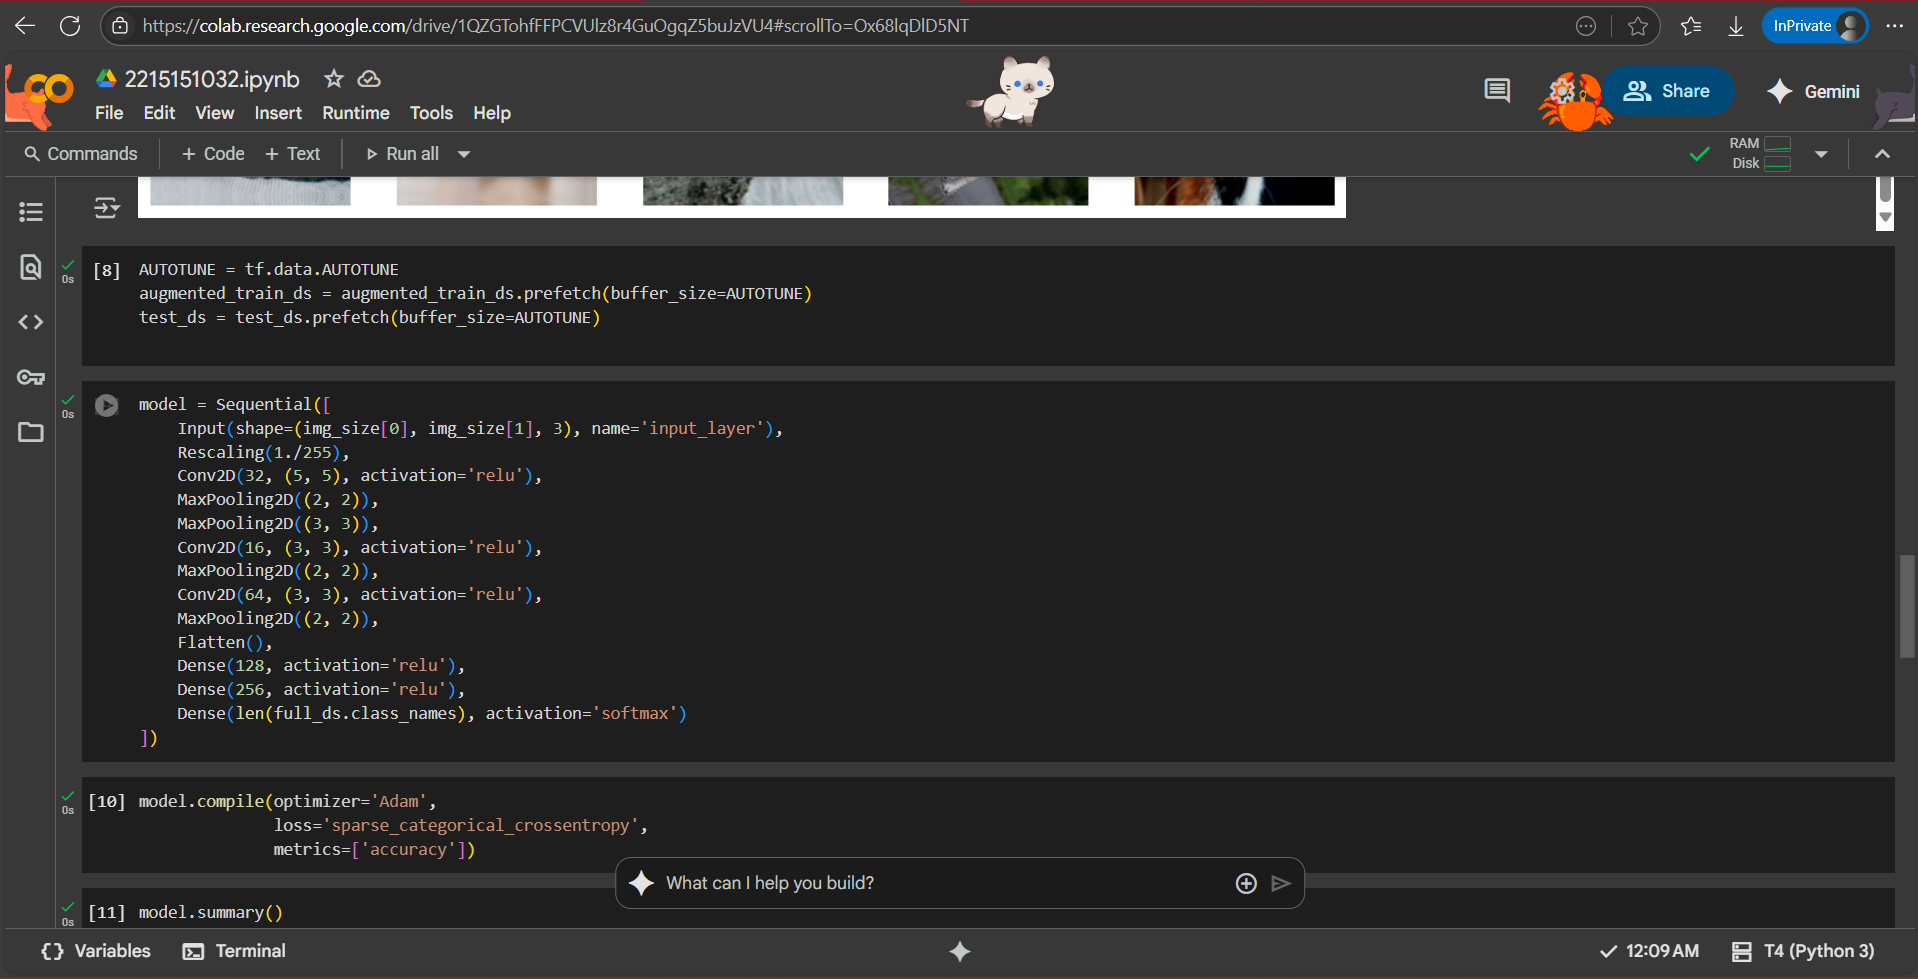 https://colab.research.google.com/drive/1QZGTohfFFPCVUlz8r4GuOgqZ5buJzVU4#scrollTo=Ox68lqDlD5NT
InPrivate
2215151032.ipynb
File Edit View Insert Runtime Tools Help
Share
Gemini
Commands + Code + Text Run all
RAM
Disk
0s
[8] AUTOTUNE = tf.data.AUTOTUNE
augmented_train_ds = augmented_train_ds.prefetch(buffer_size=AUTOTUNE)
test_ds = test_ds.prefetch(buffer_size=AUTOTUNE)
0s
model = Sequential([
    Input(shape=(img_size[0], img_size[1], 3), name='input_layer'),
    Rescaling(1./255),
    Conv2D(32, (5, 5), activation='relu'),
    MaxPooling2D((2, 2)),
    MaxPooling2D((3, 3)),
    Conv2D(16, (3, 3), activation='relu'),
    MaxPooling2D((2, 2)),
    Conv2D(64, (3, 3), activation='relu'),
    MaxPooling2D((2, 2)),
    Flatten(),
    Dense(128, activation='relu'),
    Dense(256, activation='relu'),
    Dense(len(full_ds.class_names), activation='softmax')
])
0s
[10] model.compile(optimizer='Adam',
              loss='sparse_categorical_crossentropy',
              metrics=['accuracy'])
What can I help you build?
0s
[11] model.summary()
Variables Terminal
12:09 AM
T4 (Python 3)